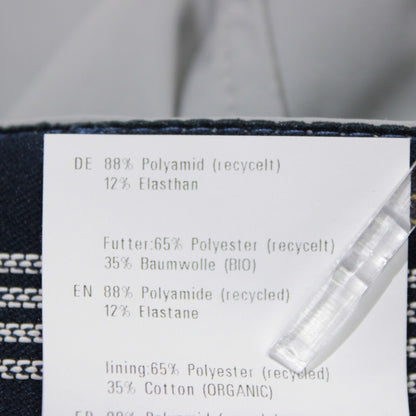 DE 88% Polyamid (recycelt)
12% Elasthan
Futter:65% Polyester (recycelt)
35% Baumwolle (BIO)
EN 88% Polyamide (recycled)
12% Elastane
lining:65% Polyester (recycled)
35% Cotton (ORGANIC)